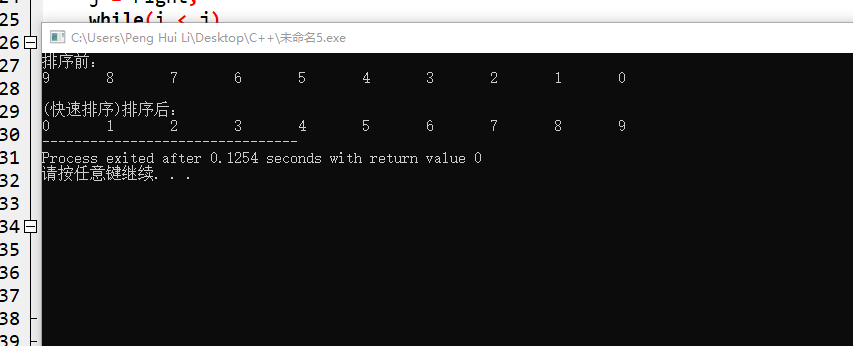 j = right;
25 while(i < j)
C:\Users\Peng Hui Li\Desktop\C++\未命名5.exe
26
27
28
29
30
31
32
33
34
35
36
37
38
39
排序前:
9 8 7 6 5 4 3 2 1 0
(快速排序)排序后:
0 1 2 3 4 5 6 7 8 9
--------------------------------
Process exited after 0.1254 seconds with return value 0
请按任意键继续. . .